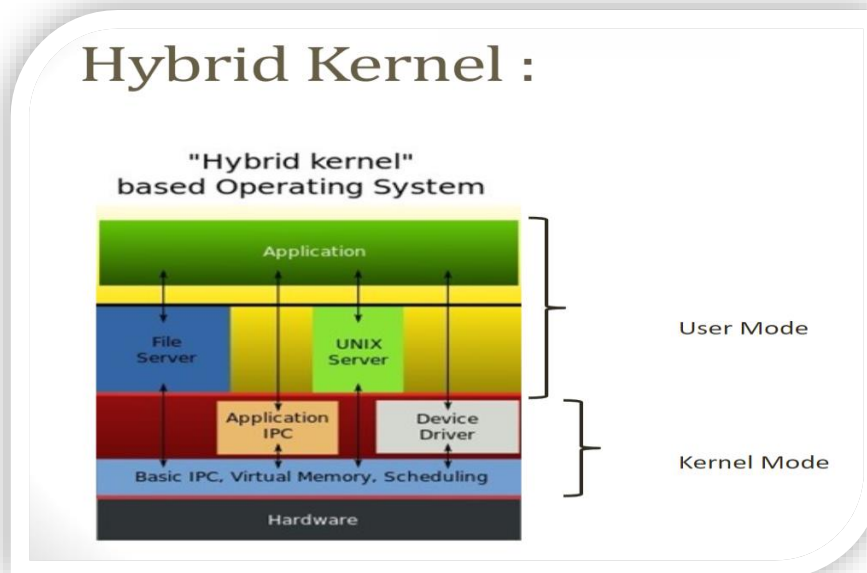 Hybrid Kernel :
"Hybrid kernel"
based Operating System
Application
File
Server
UNIX
Server
User Mode
Application
IPC
Device
Driver
Basic IPC, Virtual Memory, Scheduling
Kernel Mode
Hardware